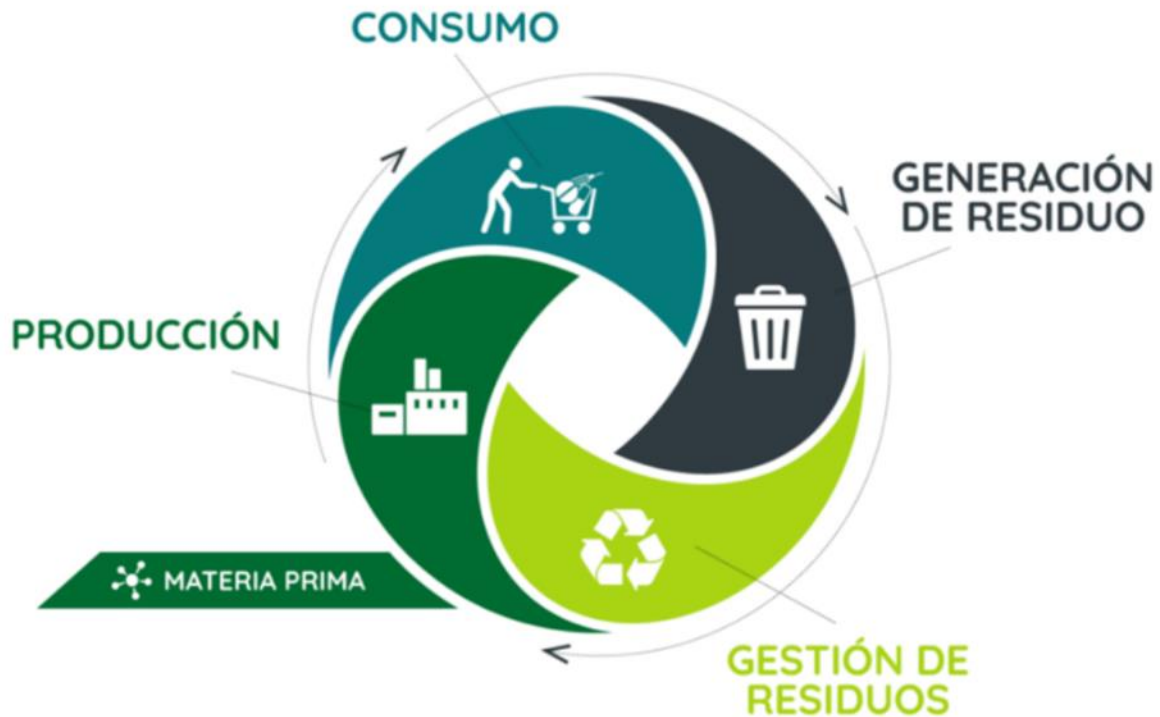 CONSUMO
GENERACIÓN
DE RESIDUO
PRODUCCIÓN
MATERIA PRIMA
GESTIÓN DE
RESIDUOS